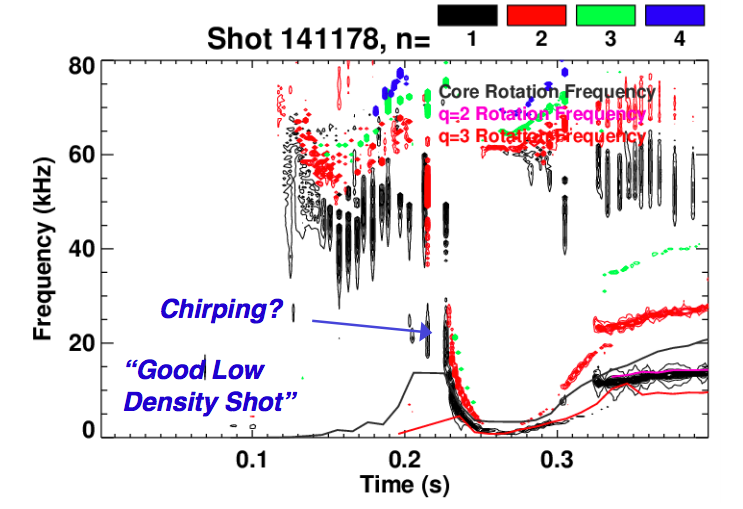 Shot 141178, n=
1 2 3 4
80
60
40
20
0
Frequency (kHz)
Core Rotation Frequency
q=2 Rotation Frequency
q=3 Rotation Frequency
Chirping?
“Good Low
Density Shot”
0.1 0.2 0.3
Time (s)